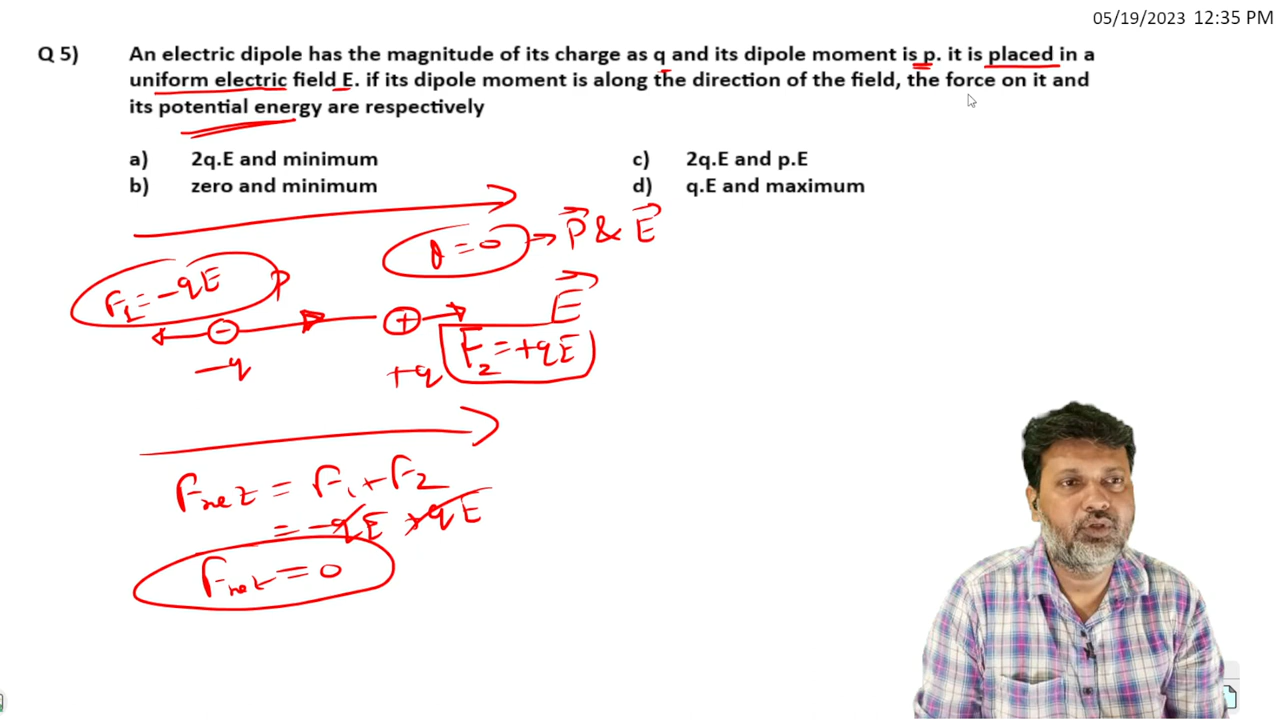 05/19/2023 12:35 PM
Q 5) An electric dipole has the magnitude of its charge as q and its dipole moment is p. it is placed in a
uniform electric field E. if its dipole moment is along the direction of the field, the force on it and
its potential energy are respectively
a) 2q.E and minimum
c) 2q.E and p.E
b) zero and minimum
d) q.E and maximum
θ = 0 → P & E
F1 = -qE
P
E
F2 = +qE
-q
+q
Fnet = F1 + F2
= -qE + qE
Fnet = 0